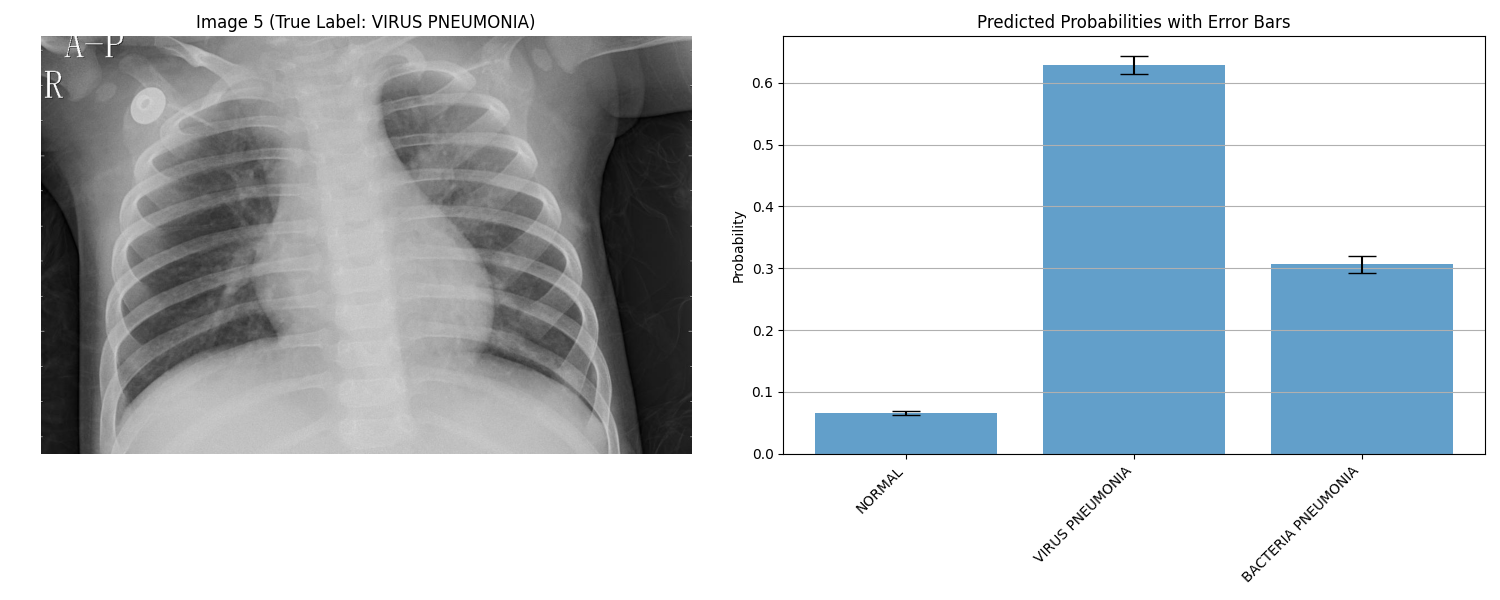 Image 5 (True Label: VIRUS PNEUMONIA)
A-P
R
Predicted Probabilities with Error Bars
Probability
0.6
0.5
0.4
0.3
0.2
0.1
0.0
NORMAL
VIRUS PNEUMONIA
BACTERIA PNEUMONIA